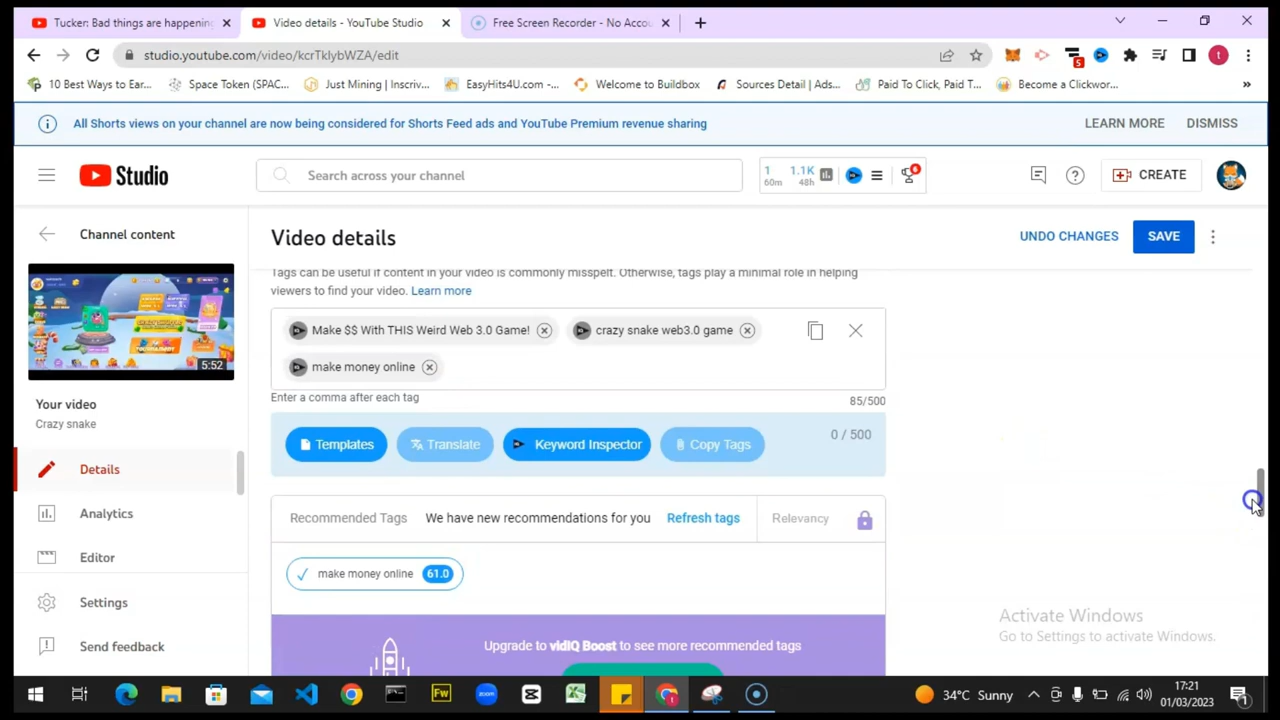 Tucker: Bad things are happening
Video details - YouTube Studio
Free Screen Recorder - No Accou
studio.youtube.com/video/kcrTklybWZA/edit
5
t
10 Best Ways to Ear...
Space Token (SPAC...
Just Mining | Inscriv...
EasyHits4U.com -...
Welcome to Buildbox
Sources Detail | Ads...
Paid To Click, Paid T...
Become a Clickwor...
»
All Shorts views on your channel are now being considered for Shorts Feed ads and YouTube Premium revenue sharing
LEARN MORE
DISMISS
Studio
Search across your channel
1
60m
1.1K
48h
6
CREATE
Channel content
5:52
Your video
Crazy snake
Details
Analytics
Editor
Settings
Send feedback
Video details
UNDO CHANGES
SAVE
Tags can be useful if content in your video is commonly misspelt. Otherwise, tags play a minimal role in helping
viewers to find your video. Learn more
Make $$ With THIS Weird Web 3.0 Game!
crazy snake web3.0 game
make money online
Enter a comma after each tag
85/500
Templates
Translate
Keyword Inspector
Copy Tags
0 / 500
Recommended Tags
We have new recommendations for you
Refresh tags
Relevancy
make money online 61.0
Upgrade to vidIQ Boost to see more recommended tags
Activate Windows
Go to Settings to activate Windows.
Fw
zoom
34°C Sunny
17:21
01/03/2023
1